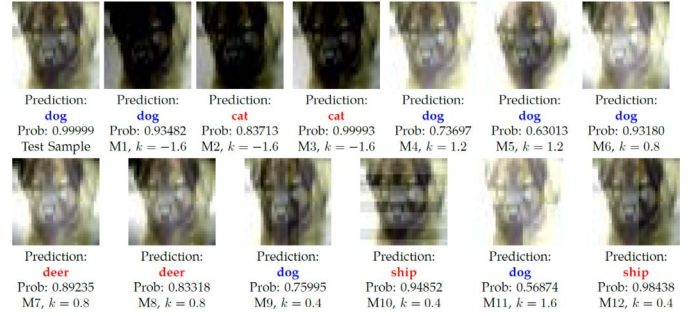 Prediction: Prediction: Prediction: Prediction: Prediction: Prediction: Prediction:
dog dog cat cat dog dog dog
Prob: 0.99999 Prob: 0.93482 Prob: 0.83713 Prob: 0.99993 Prob: 0.73697 Prob: 0.63013 Prob: 0.93180
Test Sample M1, k = −1.6 M2, k = −1.6 M3, k = −1.6 M4, k = 1.2 M5, k = 1.2 M6, k = 0.8
Prediction: Prediction: Prediction: Prediction: Prediction: Prediction:
deer deer dog ship dog ship
Prob: 0.89235 Prob: 0.83318 Prob: 0.75995 Prob: 0.94852 Prob: 0.56874 Prob: 0.98438
M7, k = 0.8 M8, k = 0.8 M9, k = 0.4 M10, k = 0.4 M11, k = 1.6 M12, k = 0.4